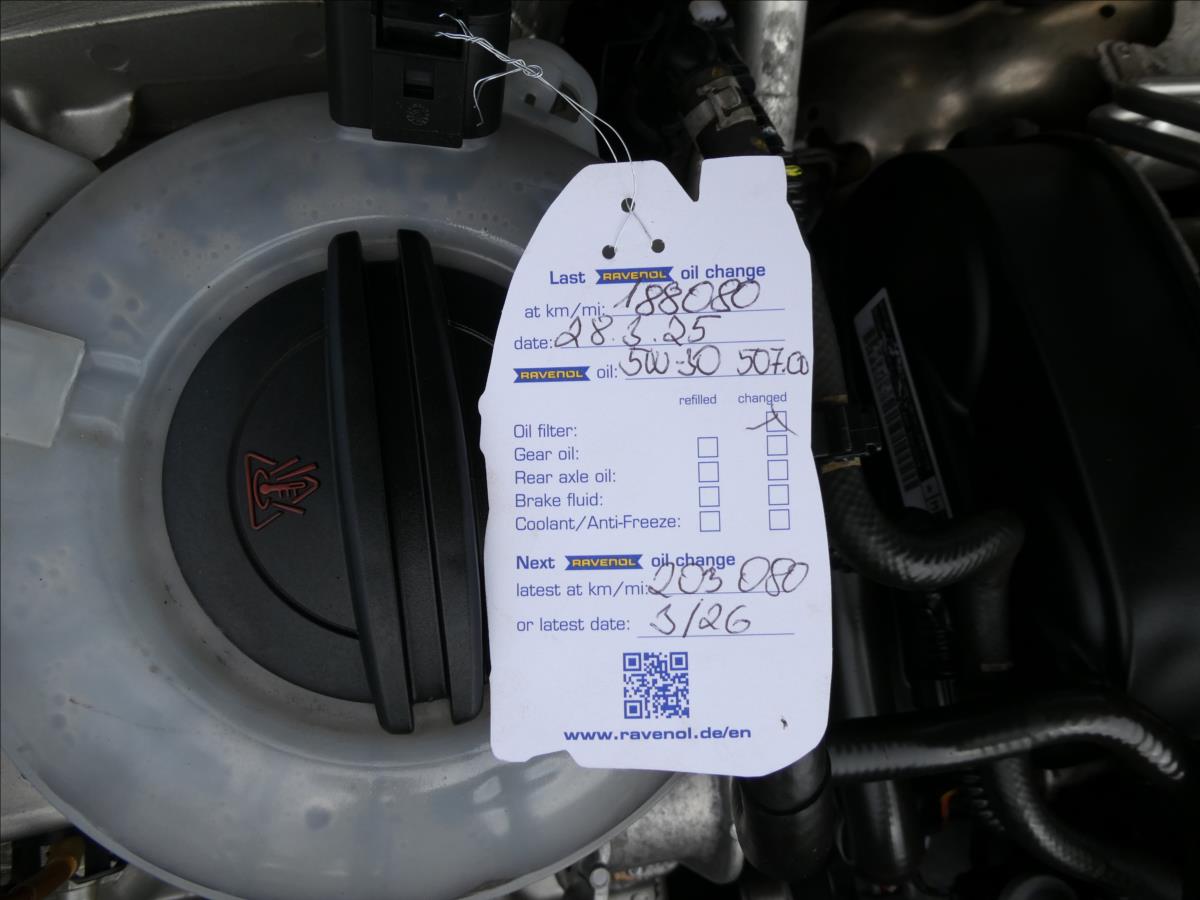 Last RAVENOL oil change
at km/mi: 188080
date: 28.3.25
RAVENOL oil: 5W-30 507.00
refilled changed
Oil filter: X
Gear oil:
Rear axle oil:
Brake fluid:
Coolant/Anti-Freeze:
Next RAVENOL oil change
latest at km/mi: 203 080
or latest date: 3/26
www.ravenol.de/en